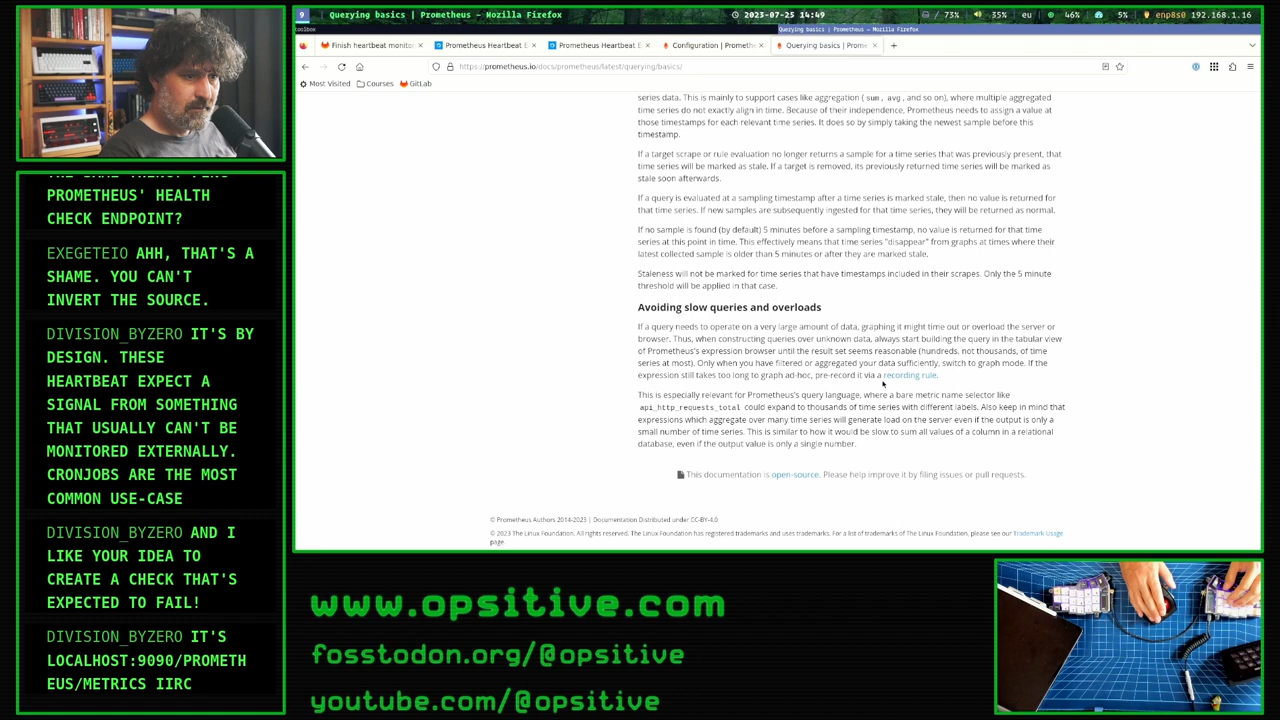 9 Querying basics | Prometheus — Mozilla Firefox
2023-07-25 14:49
/ 73% 35% eu 46% 5% enp8s0 192.168.1.16
toolbox
Querying basics | Prometheus — Mozilla Firefox
Finish heartbeat monito
Prometheus Heartbeat E
Prometheus Heartbeat E
Configuration | Prometh
Querying basics | Prom
https://prometheus.io/docs/prometheus/latest/querying/basics/
Most Visited
Courses
GitLab
series data. This is mainly to support cases like aggregation ( sum , avg , and so on), where multiple aggregated
time series do not exactly align in time. Because of their independence, Prometheus needs to assign a value at
those timestamps for each relevant time series. It does so by simply taking the newest sample before this
timestamp.
If a target scrape or rule evaluation no longer returns a sample for a time series that was previously present, that
time series will be marked as stale. If a target is removed, its previously returned time series will be marked as
stale soon afterwards.
If a query is evaluated at a sampling timestamp after a time series is marked stale, then no value is returned for
that time series. If new samples are subsequently ingested for that time series, they will be returned as normal.
If no sample is found (by default) 5 minutes before a sampling timestamp, no value is returned for that time
series at this point in time. This effectively means that time series "disappear" from graphs at times where their
latest collected sample is older than 5 minutes or after they are marked stale.
Staleness will not be marked for time series that have timestamps included in their scrapes. Only the 5 minute
threshold will be applied in that case.
Avoiding slow queries and overloads
If a query needs to operate on a very large amount of data, graphing it might time out or overload the server or
browser. Thus, when constructing queries over unknown data, always start building the query in the tabular view
of Prometheus's expression browser until the result set seems reasonable (hundreds, not thousands, of time
series at most). Only when you have filtered or aggregated your data sufficiently, switch to graph mode. If the
expression still takes too long to graph ad-hoc, pre-record it via a recording rule.
This is especially relevant for Prometheus's query language, where a bare metric name selector like
api_http_requests_total could expand to thousands of time series with different labels. Also keep in mind that
expressions which aggregate over many time series will generate load on the server even if the output is only a
small number of time series. This is similar to how it would be slow to sum all values of a column in a relational
database, even if the output value is only a single number.
This documentation is open-source. Please help improve it by filing issues or pull requests.
© Prometheus Authors 2014-2023 | Documentation Distributed under CC-BY-4.0
© 2023 The Linux Foundation. All rights reserved. The Linux Foundation has registered trademarks and uses trademarks. For a list of trademarks of The Linux Foundation, please see our Trademark Usage
page.
PROMETHEUS' HEALTH
CHECK ENDPOINT?
EXEGETEIO AHH, THAT'S A
SHAME. YOU CAN'T
INVERT THE SOURCE.
DIVISION_BYZERO IT'S BY
DESIGN. THESE
HEARTBEAT EXPECT A
SIGNAL FROM SOMETHING
THAT USUALLY CAN'T BE
MONITORED EXTERNALLY.
CRONJOBS ARE THE MOST
COMMON USE-CASE
DIVISION_BYZERO AND I
LIKE YOUR IDEA TO
CREATE A CHECK THAT'S
EXPECTED TO FAIL!
DIVISION_BYZERO IT'S
LOCALHOST:9090/PROMETH
EUS/METRICS IIRC
www.opsitive.com
fosstodon.org/@opsitive
youtube.com/@opsitive